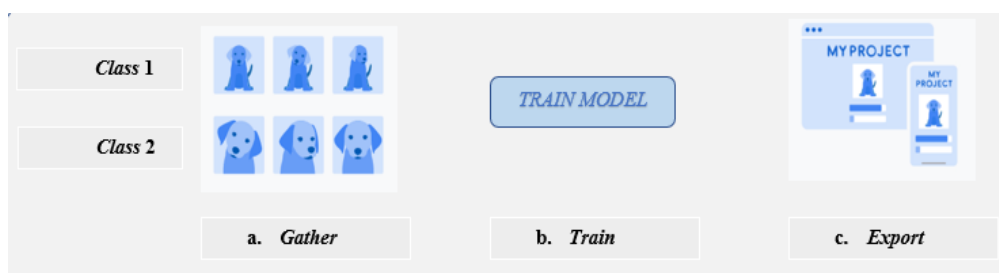 Class 1
Class 2
TRAIN MODEL
MY PROJECT
MY
PROJECT
a. Gather
b. Train
c. Export